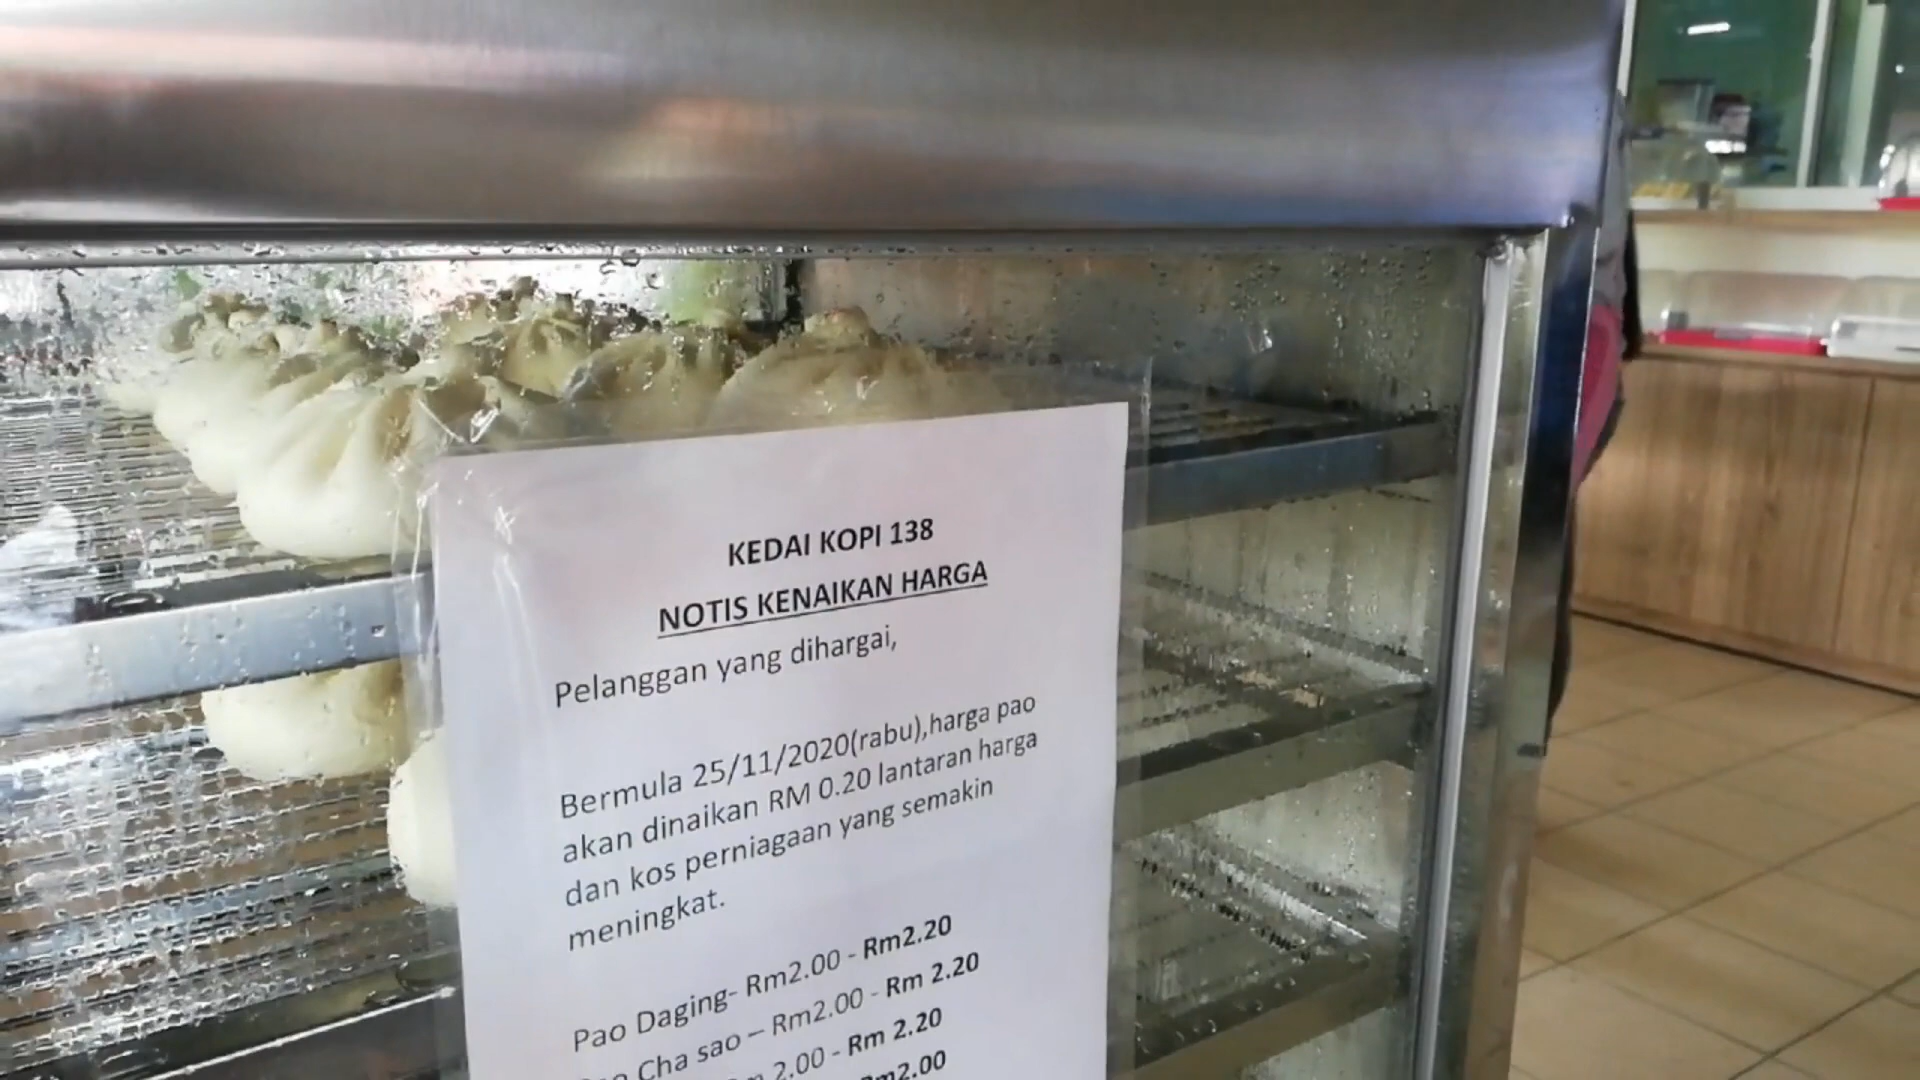 KEDAI KOPI 138
NOTIS KENAIKAN HARGA
Pelanggan yang dihargai,
Bermula 25/11/2020(rabu),harga pao
akan dinaikan RM 0.20 lantaran harga
dan kos perniagaan yang semakin
meningkat.
Pao Daging- Rm2.00 - Rm2.20
Cha sao – Rm2.00 - Rm 2.20
2.00 - Rm 2.20
Rm2.00